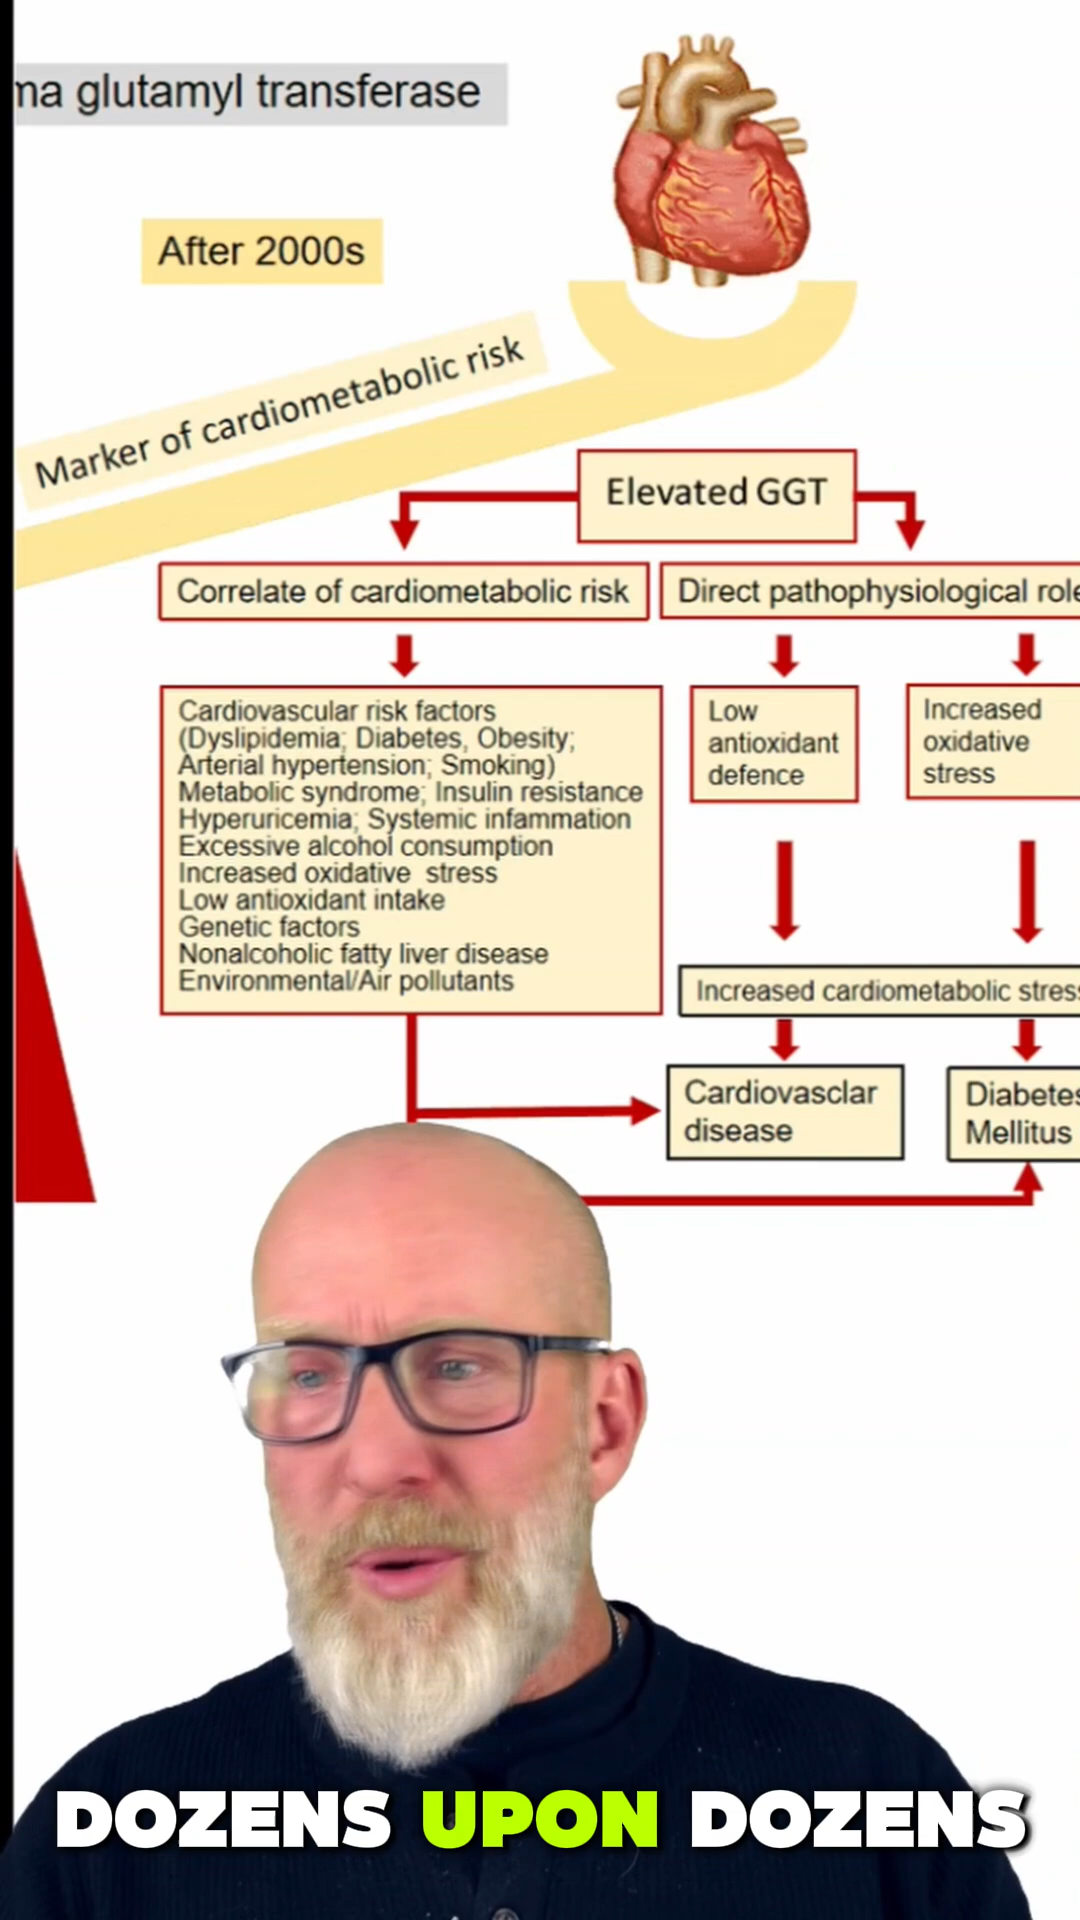 ma glutamyl transferase
After 2000s
Marker of cardiometabolic risk
Elevated GGT
Correlate of cardiometabolic risk
Direct pathophysiological role
Cardiovascular risk factors
(Dyslipidemia; Diabetes, Obesity;
Arterial hypertension; Smoking)
Metabolic syndrome; Insulin resistance
Hyperuricemia; Systemic infammation
Excessive alcohol consumption
Increased oxidative stress
Low antioxidant intake
Genetic factors
Nonalcoholic fatty liver disease
Environmental/Air pollutants
Low
antioxidant
defence
Increased
oxidative
stress
Increased cardiometabolic stress
Cardiovasclar
disease
Diabetes
Mellitus
DOZENS UPON DOZENS